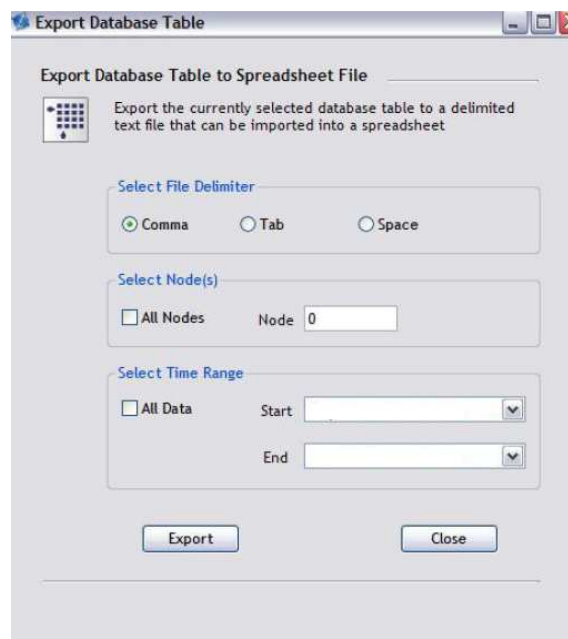 Export Database Table
Export Database Table to Spreadsheet File
Export the currently selected database table to a delimited
text file that can be imported into a spreadsheet
Select File Delimiter
Comma Tab Space
Select Node(s)
All Nodes Node 0
Select Time Range
All Data Start
End
Export Close